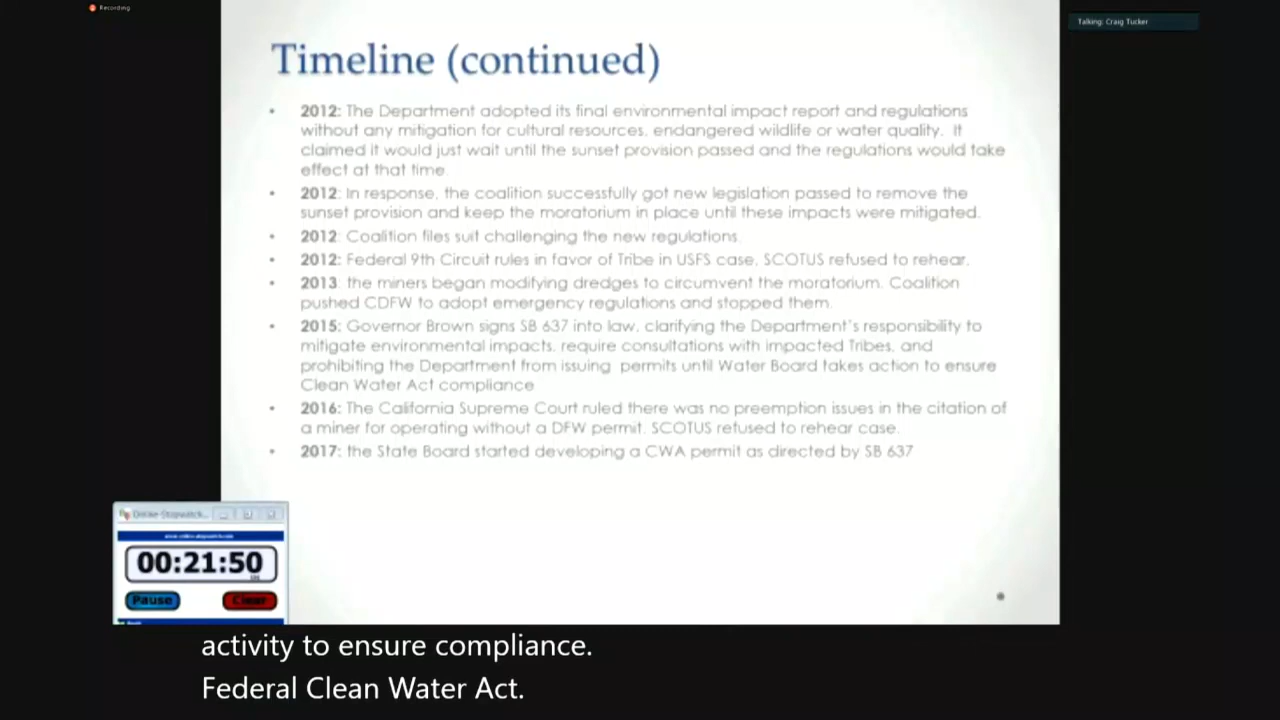 Recording
Talking: Craig Tucker
Timeline (continued)
• 2012: The Department adopted its final environmental impact report and regulations
without any mitigation for cultural resources, endangered wildlife or water quality. It
claimed it would just wait until the sunset provision passed and the regulations would take
effect at that time.
• 2012: In response, the coalition successfully got new legislation passed to remove the
sunset provision and keep the moratorium in place until these impacts were mitigated.
• 2012: Coalition files suit challenging the new regulations.
• 2012: Federal 9th Circuit rules in favor of Tribe in USFS case, SCOTUS refused to rehear.
• 2013: the miners began modifying dredges to circumvent the moratorium. Coalition
pushed CDFW to adopt emergency regulations and stopped them.
• 2015: Governor Brown signs SB 637 into law, clarifying the Department's responsibility to
mitigate environmental impacts, require consultations with impacted Tribes, and
prohibiting the Department from issuing permits until Water Board takes action to ensure
Clean Water Act compliance
• 2016: The California Supreme Court ruled there was no preemption issues in the citation of
a miner for operating without a DFW permit. SCOTUS refused to rehear case.
• 2017: the State Board started developing a CWA permit as directed by SB 637
00:21:50
Pause Clear
activity to ensure compliance.
Federal Clean Water Act.